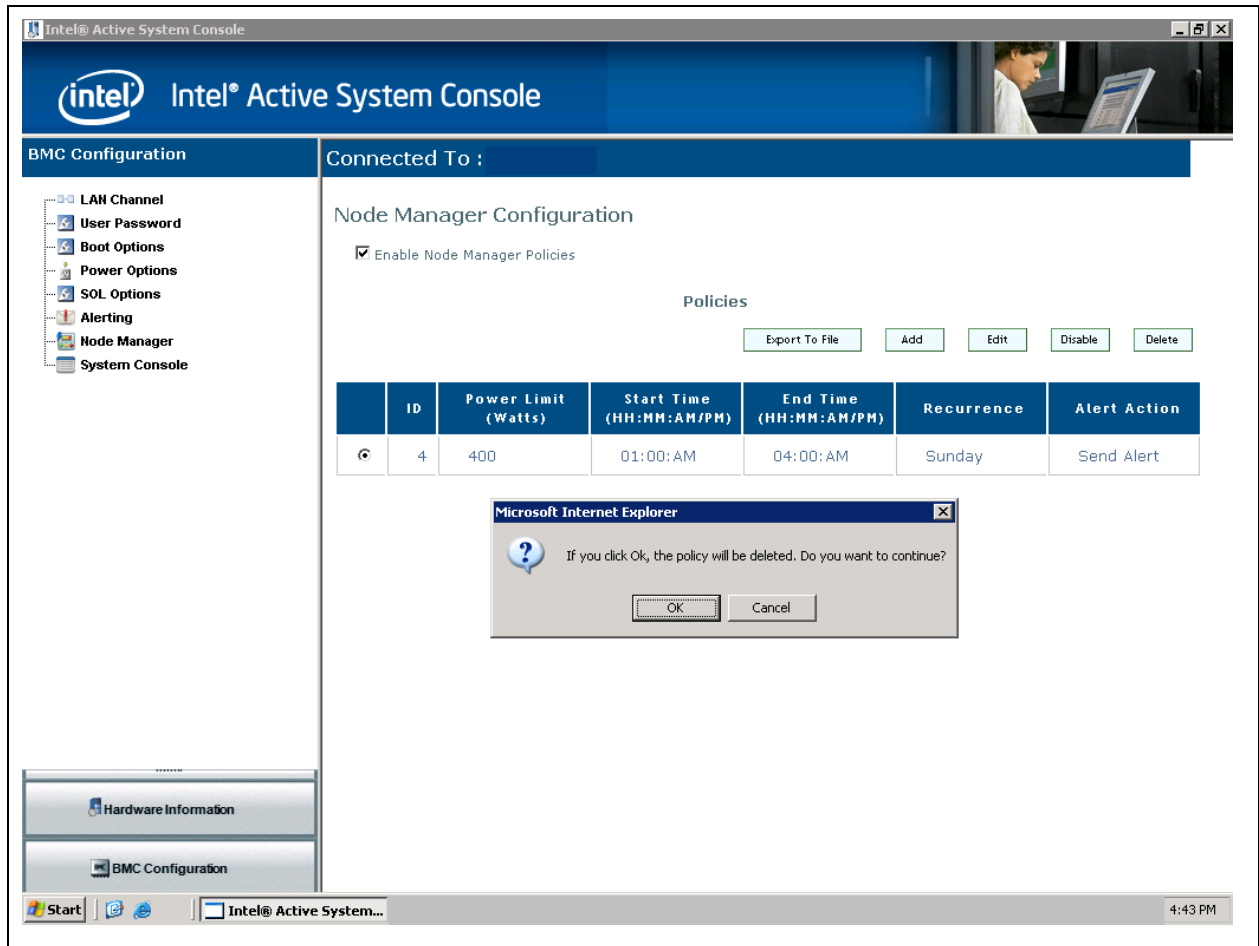 Intel® Active System Console
intel® Intel® Active System Console
BMC Configuration
Connected To :
LAN Channel
User Password
Boot Options
Power Options
SOL Options
Alerting
Node Manager
System Console
Node Manager Configuration
Enable Node Manager Policies
Policies
Export To File Add Edit Disable Delete
ID Power Limit (Watts) Start Time (HH:MM:AM/PM) End Time (HH:MM:AM/PM) Recurrence Alert Action
4 400 01:00:AM 04:00:AM Sunday Send Alert
Microsoft Internet Explorer
If you click Ok, the policy will be deleted. Do you want to continue?
OK Cancel
Hardware Information
BMC Configuration
Start Intel® Active System... 4:43 PM